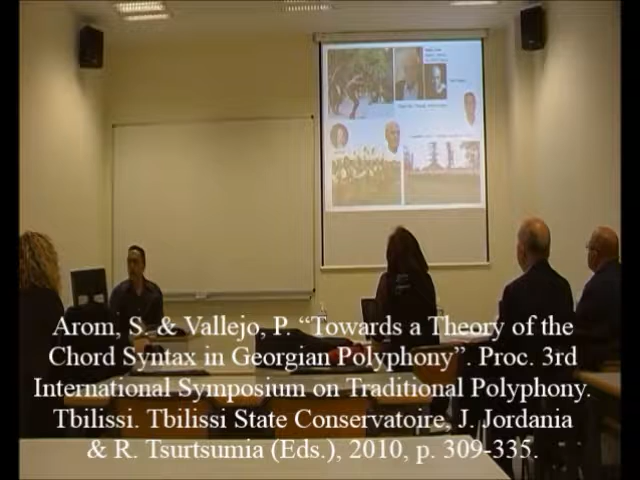 Arom, S. & Vallejo, P. “Towards a Theory of the
Chord Syntax in Georgian Polyphony”. Proc. 3rd
International Symposium on Traditional Polyphony.
Tbilissi. Tbilissi State Conservatoire, J. Jordania
& R. Tsurtsumia (Eds.), 2010, p. 309-335.